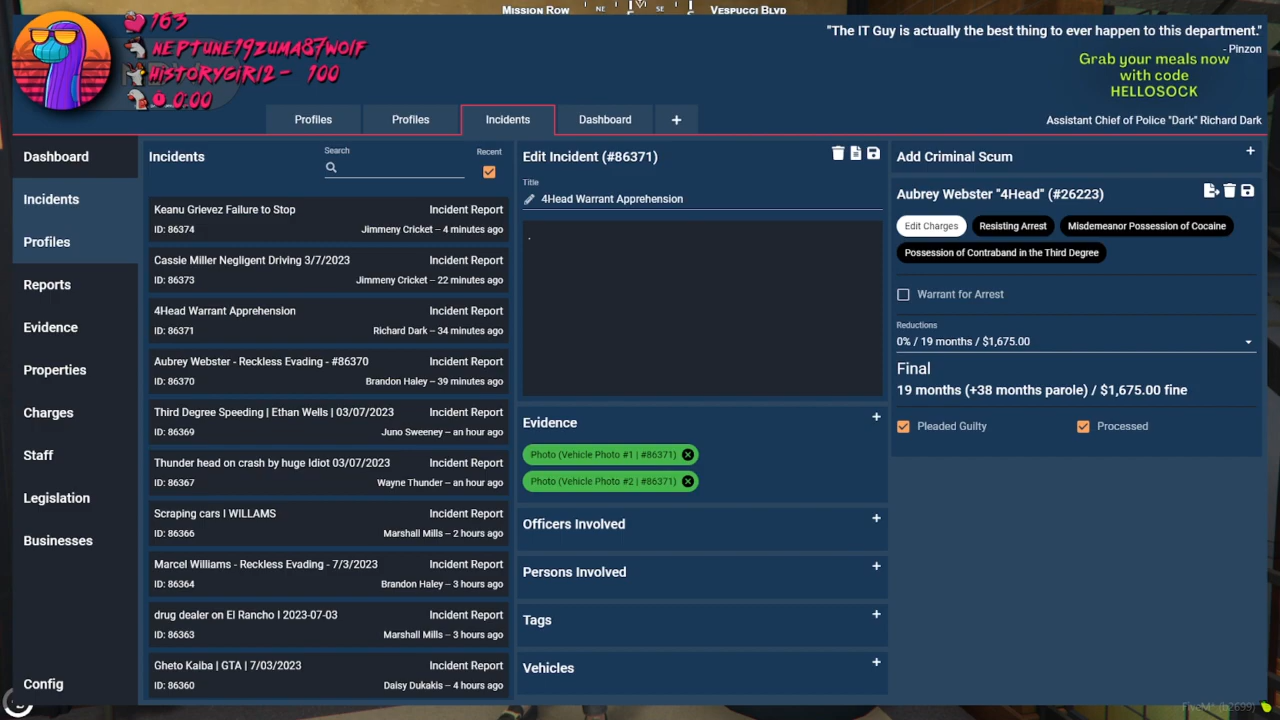 Mission Row
NE
SE
Vespucci Blvd
163
NEPTUNE19ZUMA87WOIF
HISTORYGIRL2 - 100
0:00
"The IT Guy is actually the best thing to ever happen to this department."
- Pinzon
Grab your meals now
with code
HELLOSOCK
Assistant Chief of Police "Dark" Richard Dark
Profiles
Profiles
Incidents
Dashboard
+
Dashboard
Incidents
Profiles
Reports
Evidence
Properties
Charges
Staff
Legislation
Businesses
Config
Incidents
Search
Recent
Keanu Grievez Failure to Stop Incident Report
ID: 86374 Jimmeny Cricket – 4 minutes ago
Cassie Miller Negligent Driving 3/7/2023 Incident Report
ID: 86373 Jimmeny Cricket – 22 minutes ago
4Head Warrant Apprehension Incident Report
ID: 86371 Richard Dark – 34 minutes ago
Aubrey Webster - Reckless Evading - #86370 Incident Report
ID: 86370 Brandon Haley – 39 minutes ago
Third Degree Speeding | Ethan Wells | 03/07/2023 Incident Report
ID: 86369 Juno Sweeney – an hour ago
Thunder head on crash by huge Idiot 03/07/2023 Incident Report
ID: 86367 Wayne Thunder – an hour ago
Scraping cars I WILLAMS Incident Report
ID: 86366 Marshall Mills – 2 hours ago
Marcel Williams - Reckless Evading - 7/3/2023 Incident Report
ID: 86364 Brandon Haley – 3 hours ago
drug dealer on El Rancho I 2023-07-03 Incident Report
ID: 86363 Marshall Mills – 3 hours ago
Gheto Kaiba | GTA | 7/03/2023 Incident Report
ID: 86360 Daisy Dukakis – 4 hours ago
Edit Incident (#86371)
Title
4Head Warrant Apprehension
.
Evidence +
Photo (Vehicle Photo #1 | #86371)
Photo (Vehicle Photo #2 | #86371)
Officers Involved +
Persons Involved +
Tags +
Vehicles +
Add Criminal Scum +
Aubrey Webster "4Head" (#26223)
Edit Charges Resisting Arrest Misdemeanor Possession of Cocaine
Possession of Contraband in the Third Degree
Warrant for Arrest
Reductions
0% / 19 months / $1,675.00
Final
19 months (+38 months parole) / $1,675.00 fine
Pleaded Guilty Processed
FiveM* (b2699)